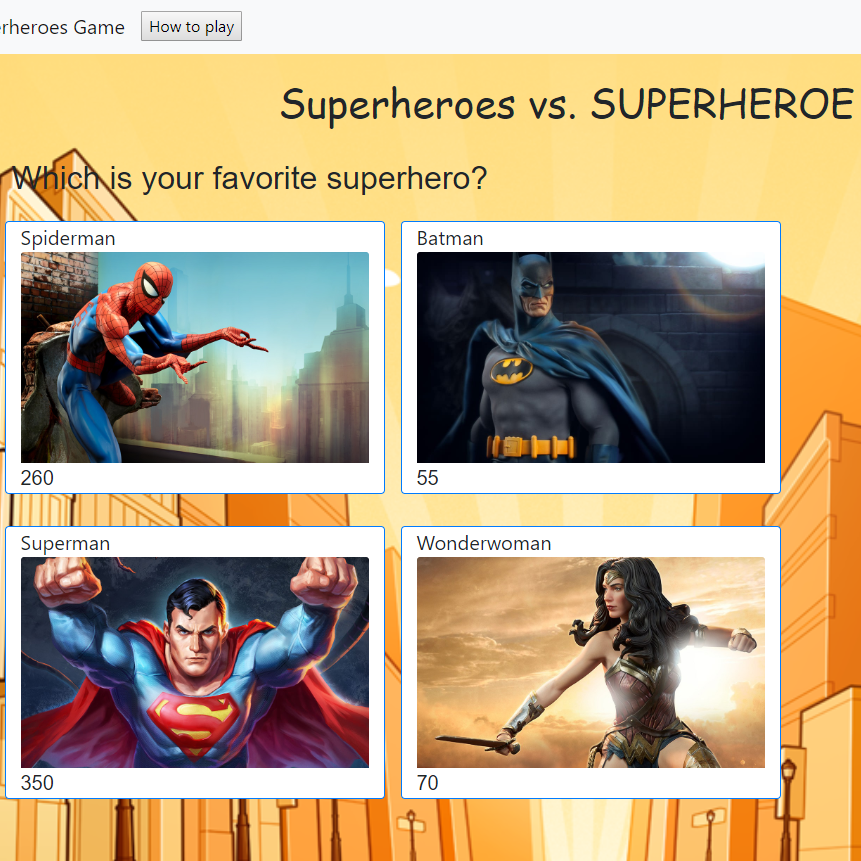 rheroes Game
How to play
Superheroes vs. SUPERHEROE
Which is your favorite superhero?
Spiderman
Batman
260
55
Superman
Wonderwoman
350
70